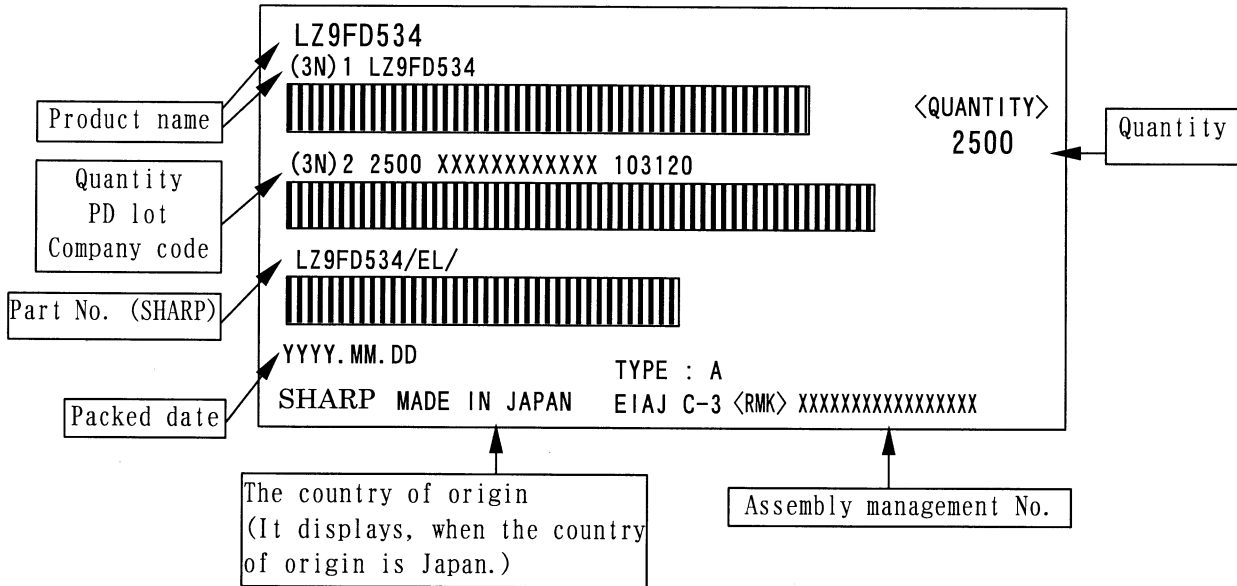 LZ9FD534
(3N)1 LZ9FD534
Product name
<QUANTITY>
2500
Quantity
(3N)2 2500 XXXXXXXXXXXX 103120
Quantity
PD lot
Company code
LZ9FD534/EL/
Part No. (SHARP)
YYYY.MM.DD
TYPE : A
SHARP MADE IN JAPAN
EIAJ C-3 <RMK> XXXXXXXXXXXXXXXXX
Packed date
The country of origin
(It displays, when the country
of origin is Japan.)
Assembly management No.